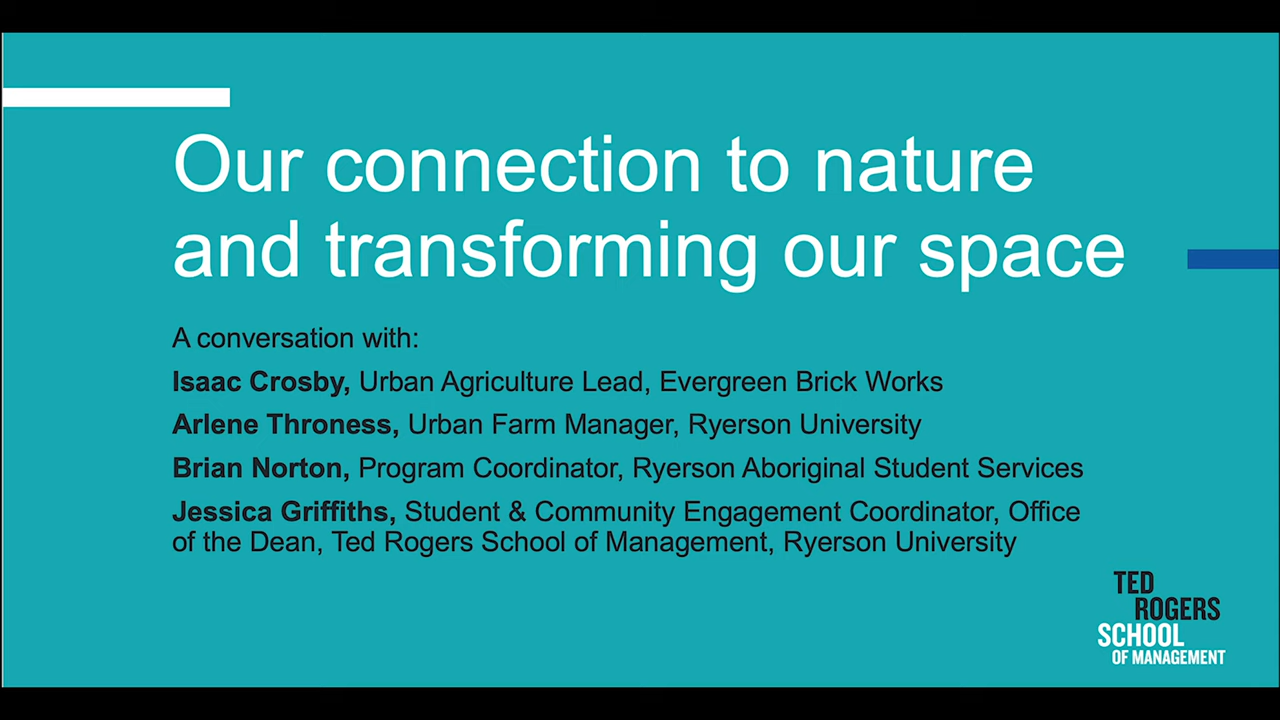 Our connection to nature
and transforming our space
A conversation with:
Isaac Crosby, Urban Agriculture Lead, Evergreen Brick Works
Arlene Throness, Urban Farm Manager, Ryerson University
Brian Norton, Program Coordinator, Ryerson Aboriginal Student Services
Jessica Griffiths, Student & Community Engagement Coordinator, Office
of the Dean, Ted Rogers School of Management, Ryerson University
TED
ROGERS
SCHOOL
OF MANAGEMENT